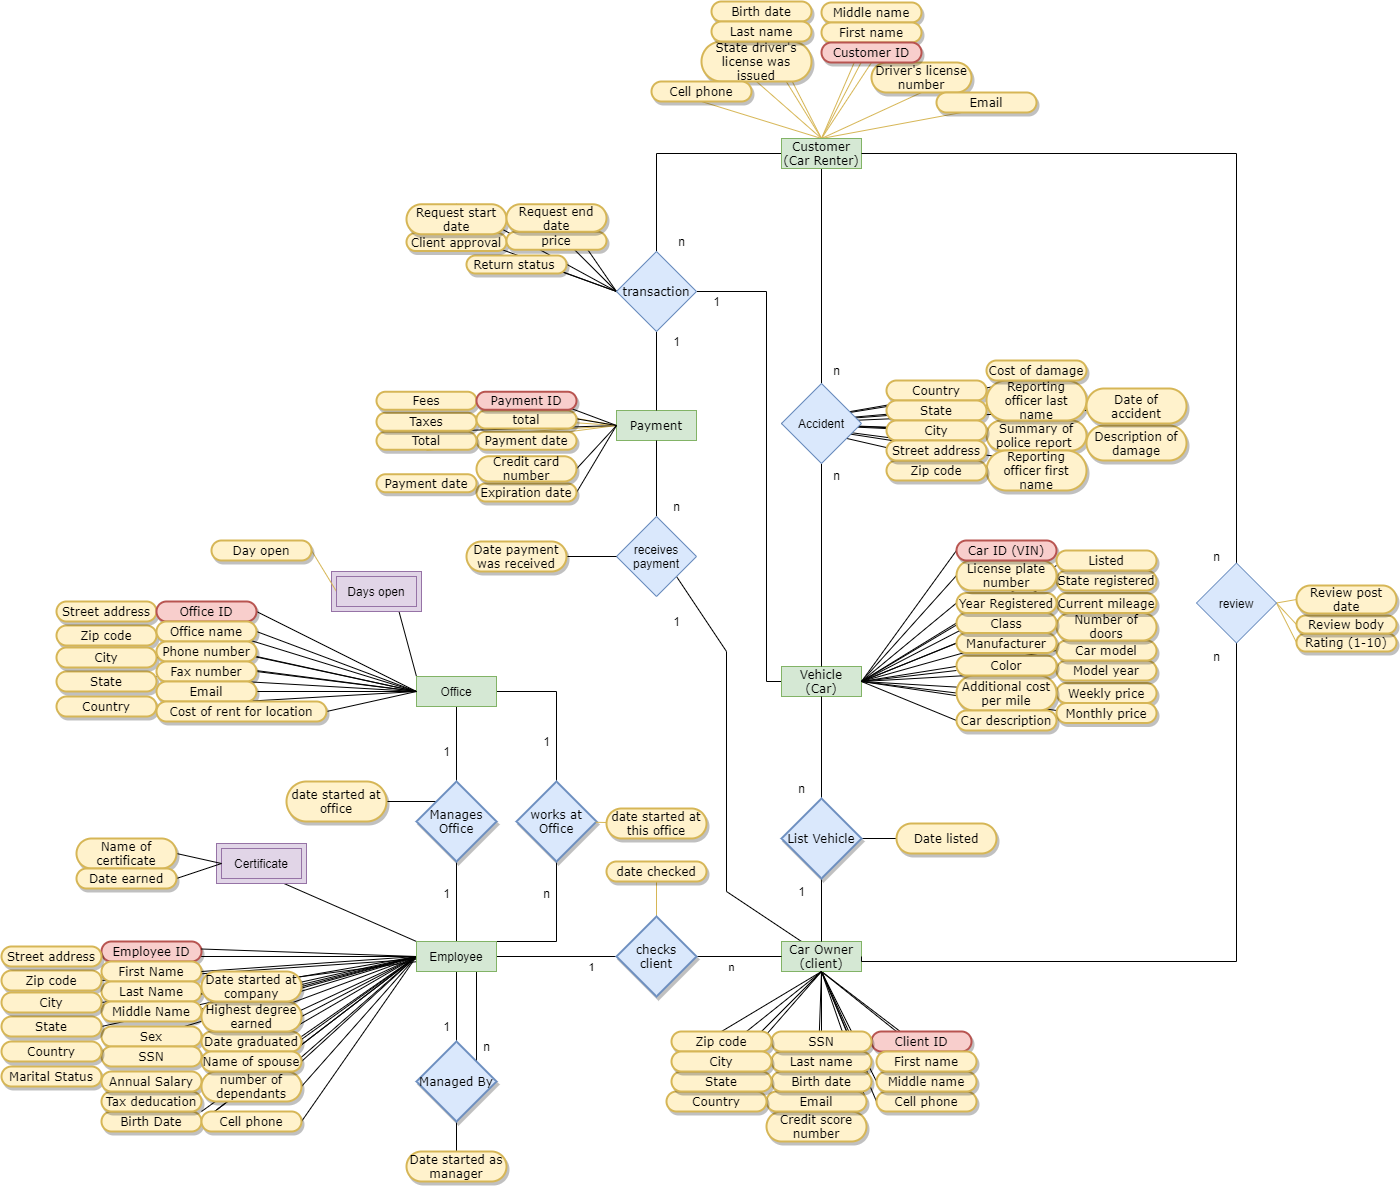 Birth date
Last name
State driver's
license was
issued
Cell phone
Middle name
First name
Customer ID
Driver's license
number
Email
Customer
(Car Renter)
Request start
date
Request end
date
Client approval
price
Return status
n
transaction
1
1
Fees
Payment ID
Taxes
total
Total
Payment date
Credit card
number
Payment date
Expiration date
Payment
n
Date payment
was received
receives
payment
1
n
Accident
n
Country
State
City
Street address
Zip code
Cost of damage
Reporting
officer last
name
Summary of
police report
Reporting
officer first
name
Date of
accident
Description of
damage
Car ID (VIN)
License plate
number
Year Registered
Class
Manufacturer
Color
Additional cost
per mile
Car description
Listed
State registered
Current mileage
Number of
doors
Car model
Model year
Weekly price
Monthly price
Vehicle
(Car)
n
review
n
Review post
date
Review body
Rating (1-10)
Day open
Days open
Street address
Zip code
City
State
Country
Office ID
Office name
Phone number
Fax number
Email
Cost of rent for location
Office
1
1
date started at
office
Manages
Office
works at
Office
date started at
this office
1
n
n
List Vehicle
Date listed
1
Name of
certificate
Date earned
Certificate
date checked
Employee
1
checks
client
n
Car Owner
(client)
Street address
Zip code
City
State
Country
Marital Status
Employee ID
First Name
Last Name
Middle Name
Sex
SSN
Annual Salary
Tax deducation
Birth Date
Date started at
company
Highest degree
earned
Date graduated
Name of spouse
number of
dependants
Cell phone
1
n
Managed By
Date started as
manager
Zip code
City
State
Country
SSN
Last name
Birth date
Email
Credit score
number
Client ID
First name
Middle name
Cell phone